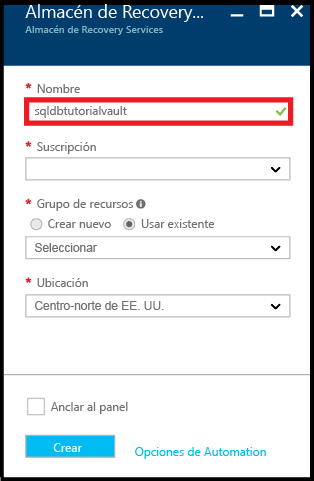 Almacén de Recovery...
Almacén de Recovery Services
* Nombre
sqldbtutorialvault
* Suscripción
* Grupo de recursos
Crear nuevo Usar existente
Seleccionar
* Ubicación
Centro-norte de EE. UU.
Anclar al panel
Crear Opciones de Automation